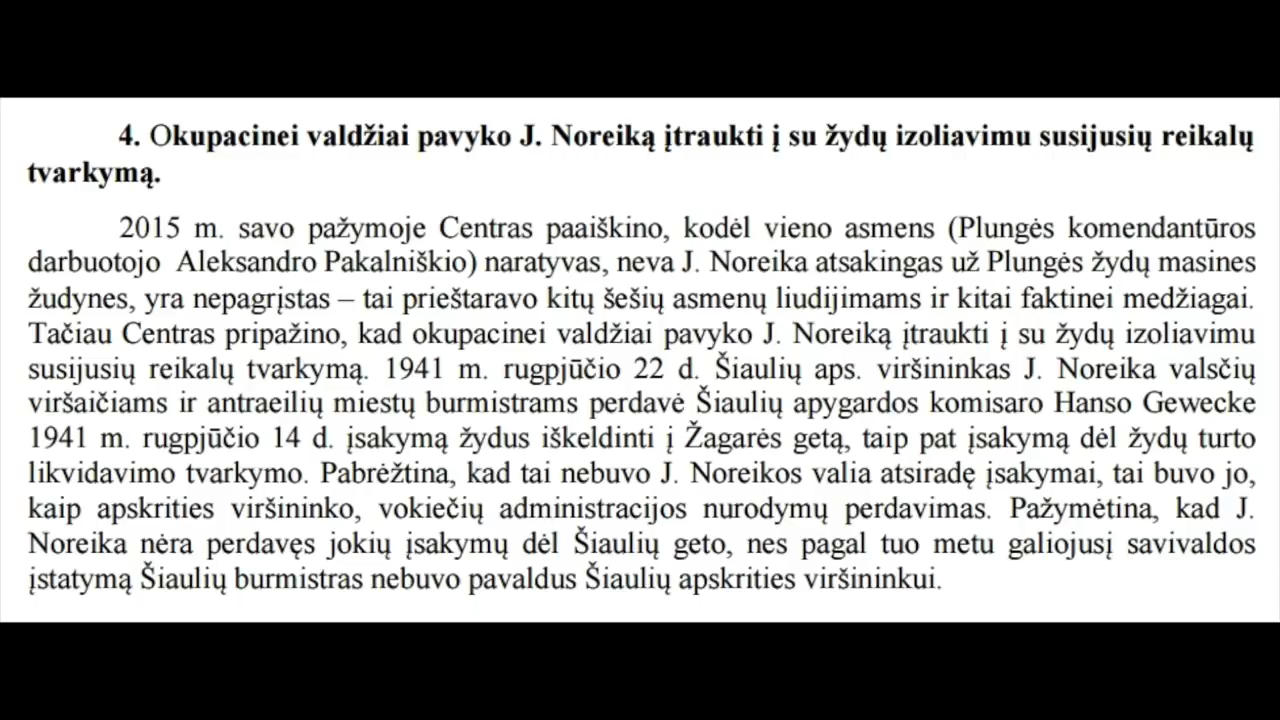 4. Okupacinei valdžiai pavyko J. Noreiką įtraukti į su žydų izoliavimu susijusių reikalų
tvarkymą.
2015 m. savo pažymoje Centras paaiškino, kodėl vieno asmens (Plungės komendantūros
darbuotojo Aleksandro Pakalniškio) naratyvas, neva J. Noreika atsakingas už Plungės žydų masines
žudynes, yra nepagrįstas – tai prieštaravo kitų šešių asmenų liudijimams ir kitai faktinei medžiagai.
Tačiau Centras pripažino, kad okupacinei valdžiai pavyko J. Noreiką įtraukti į su žydų izoliavimu
susijusių reikalų tvarkymą. 1941 m. rugpjūčio 22 d. Šiaulių aps. viršininkas J. Noreika valsčių
viršaičiams ir antraeilių miestų burmistrams perdavė Šiaulių apygardos komisaro Hanso Gewecke
1941 m. rugpjūčio 14 d. įsakymą žydus iškeldinti į Žagarės getą, taip pat įsakymą dėl žydų turto
likvidavimo tvarkymo. Pabrėžtina, kad tai nebuvo J. Noreikos valia atsiradę įsakymai, tai buvo jo,
kaip apskrities viršininko, vokiečių administracijos nurodymų perdavimas. Pažymėtina, kad J.
Noreika nėra perdavęs jokių įsakymų dėl Šiaulių geto, nes pagal tuo metu galiojusį savivaldos
įstatymą Šiaulių burmistras nebuvo pavaldus Šiaulių apskrities viršininkui.